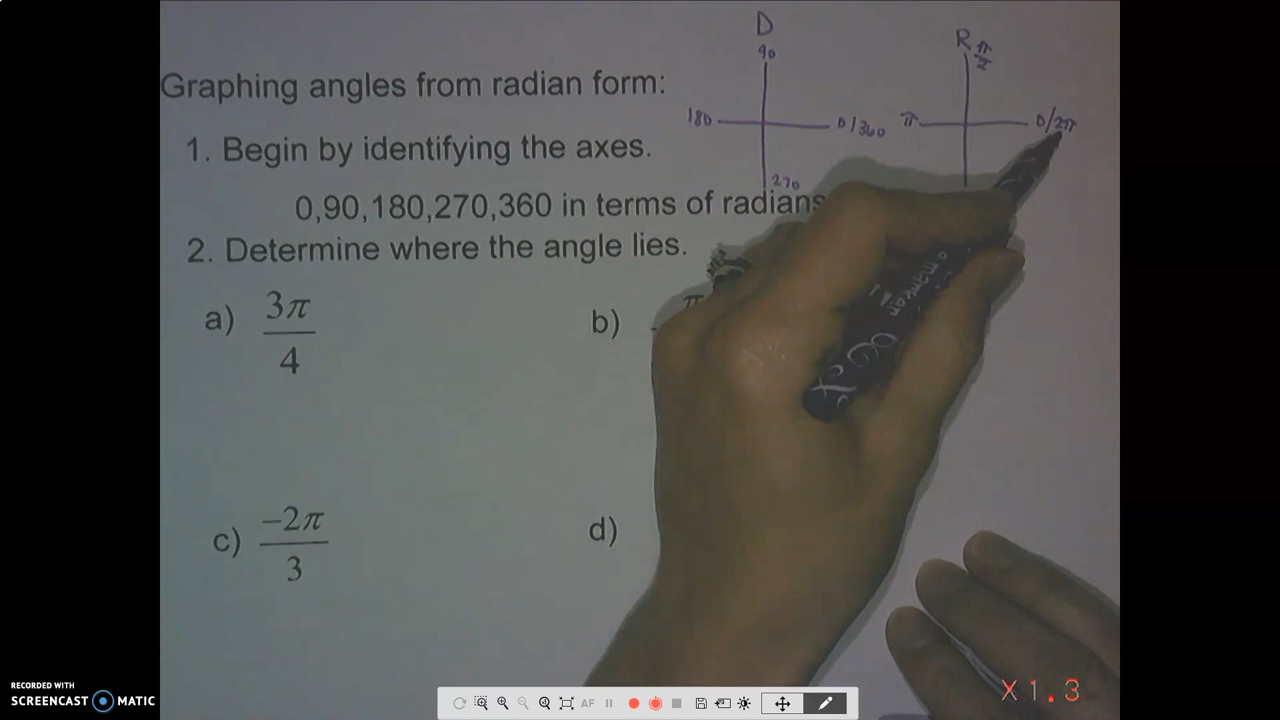 D
90
180
0/360
270
R
π/2
π
0/2π
Graphing angles from radian form:
1. Begin by identifying the axes.
0,90,180,270,360 in terms of radians
2. Determine where the angle lies.
a) 3π/4
b)
π
c) -2π/3
d)
X1.3
RECORDED WITH
SCREENCAST MATIC
AF